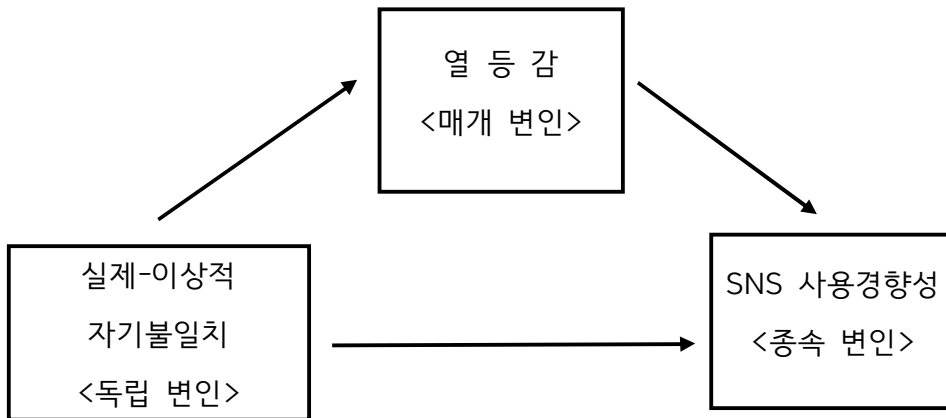 열 등 감
<매개 변인>
실제-이상적
자기불일치
<독립 변인>
SNS 사용경향성
<종속 변인>